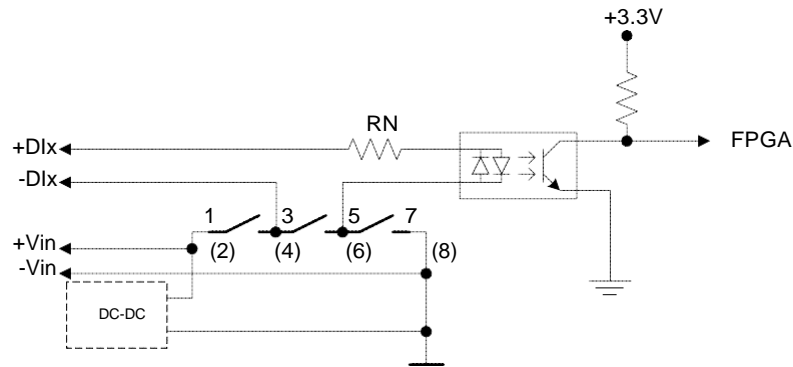 +3.3V
RN
FPGA
+DIx
-DIx
1 3 5 7
(2) (4) (6) (8)
+Vin
-Vin
DC-DC